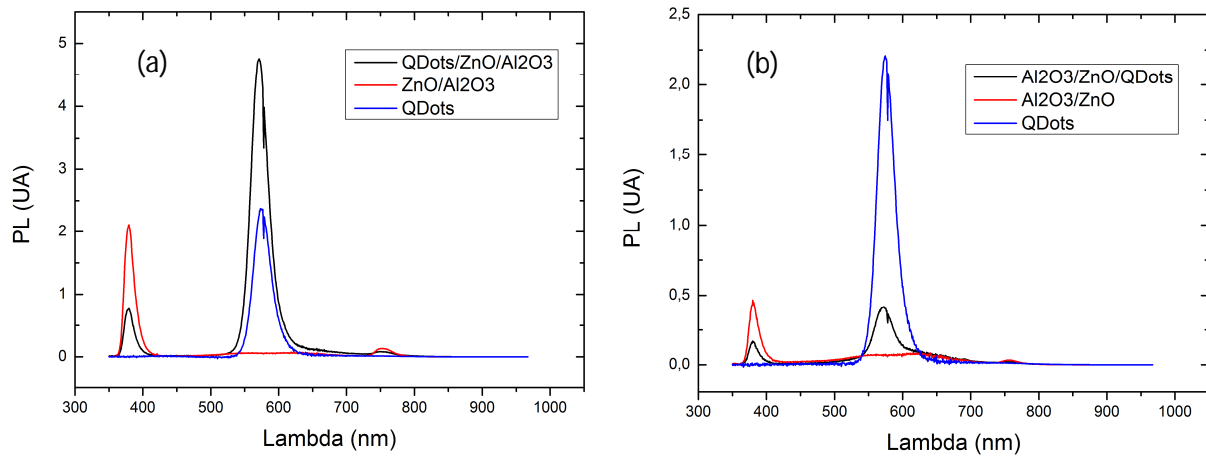 (a)
QDots/ZnO/Al2O3
ZnO/Al2O3
QDots
5
4
3
2
1
0
PL (UA)
300 400 500 600 700 800 900 1000
Lambda (nm)
(b)
Al2O3/ZnO/QDots
Al2O3/ZnO
QDots
2,5
2,0
1,5
1,0
0,5
0,0
PL (UA)
300 400 500 600 700 800 900 1000
Lambda (nm)